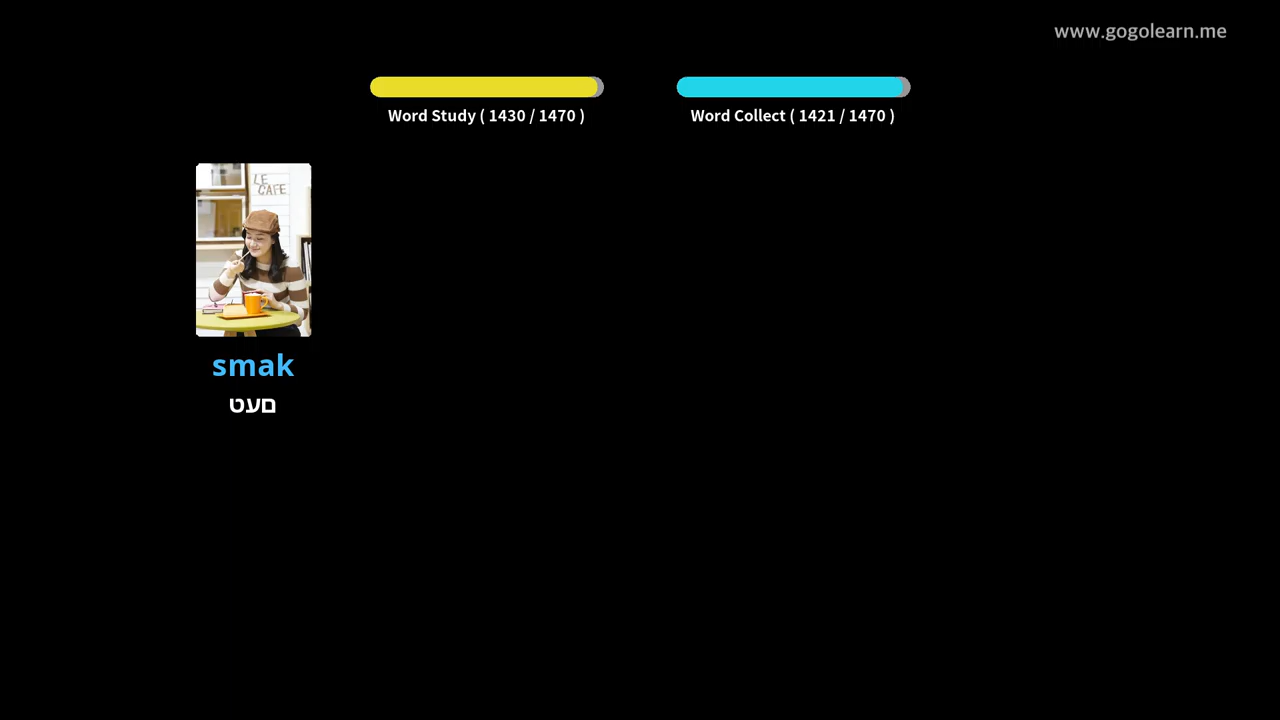 www.gogolearn.me
Word Study ( 1430 / 1470 )
Word Collect ( 1421 / 1470 )
LE
CAFE
smak
טעם